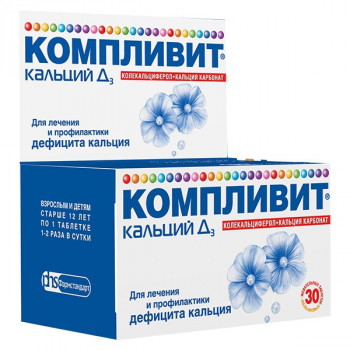 КОМПЛИВИТ®
КАЛЬЦИЙ Д3
КОЛЕКАЛЬЦИФЕРОЛ+КАЛЬЦИЯ КАРБОНАТ
Для лечения
и профилактики
дефицита кальция
ВЗРОСЛЫМ И ДЕТЯМ
СТАРШЕ 12 ЛЕТ
ПО 1 ТАБЛЕТКЕ
1-2 РАЗА В СУТКИ
phs Фармстандарт
КОМПЛИВИТ®
КАЛЬЦИЙ Д3
КОЛЕКАЛЬЦИФЕРОЛ+КАЛЬЦИЯ КАРБОНАТ
Для лечения
и профилактики
дефицита кальция
30